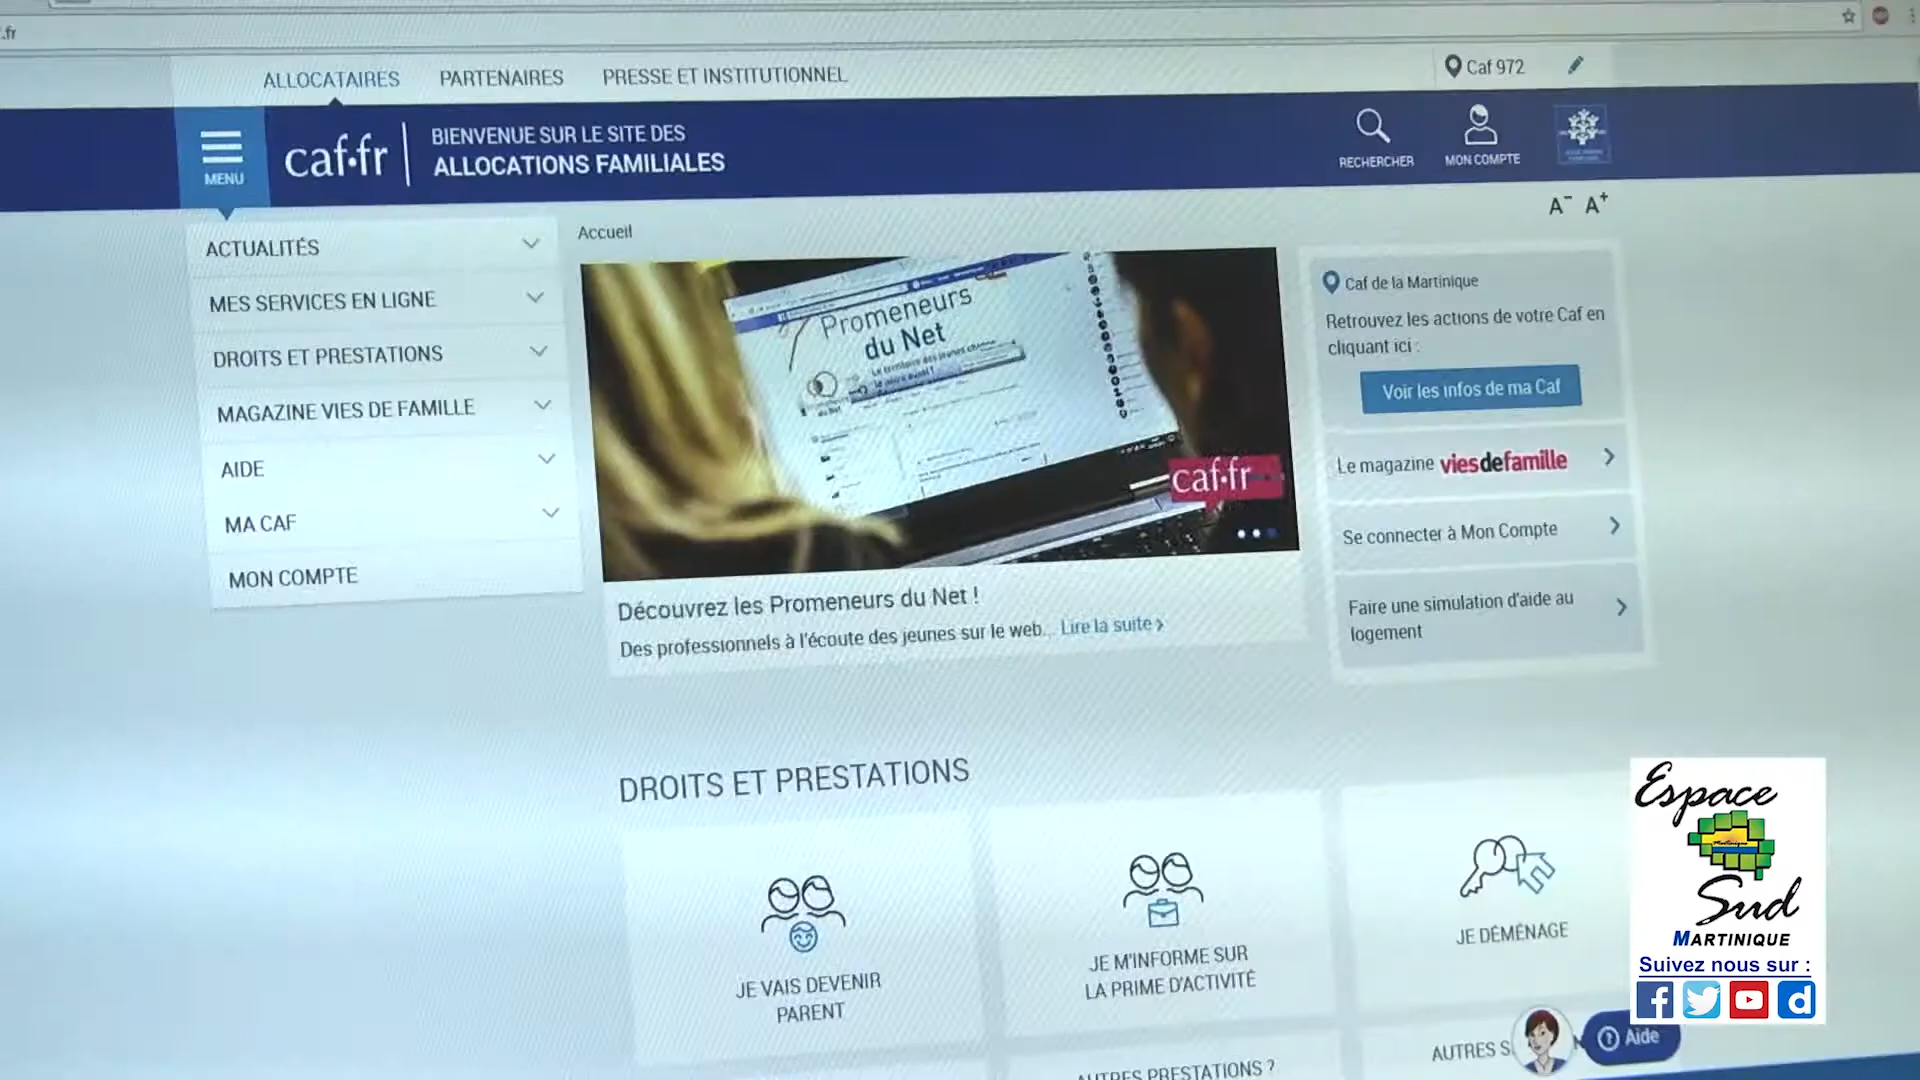 .fr
ALLOCATAIRES
PARTENAIRES
PRESSE ET INSTITUTIONNEL
Caf 972
MENU
caf.fr
BIENVENUE SUR LE SITE DES
ALLOCATIONS FAMILIALES
RECHERCHER
MON COMPTE
A- A+
ACTUALITÉS
MES SERVICES EN LIGNE
DROITS ET PRESTATIONS
MAGAZINE VIES DE FAMILLE
AIDE
MA CAF
MON COMPTE
Accueil
Promeneurs
du Net
caf.fr
Découvrez les Promeneurs du Net !
Des professionnels à l'écoute des jeunes sur le web... Lire la suite
Caf de la Martinique
Retrouvez les actions de votre Caf en
cliquant ici :
Voir les infos de ma Caf
Le magazine viesdefamille
Se connecter à Mon Compte
Faire une simulation d'aide au
logement
DROITS ET PRESTATIONS
JE VAIS DEVENIR
PARENT
JE M'INFORME SUR
LA PRIME D'ACTIVITÉ
JE DÉMÉNAGE
AUTRES PRESTATIONS ?
AUTRES
Aide
Espace
Martinique
Sud
MARTINIQUE
Suivez nous sur :